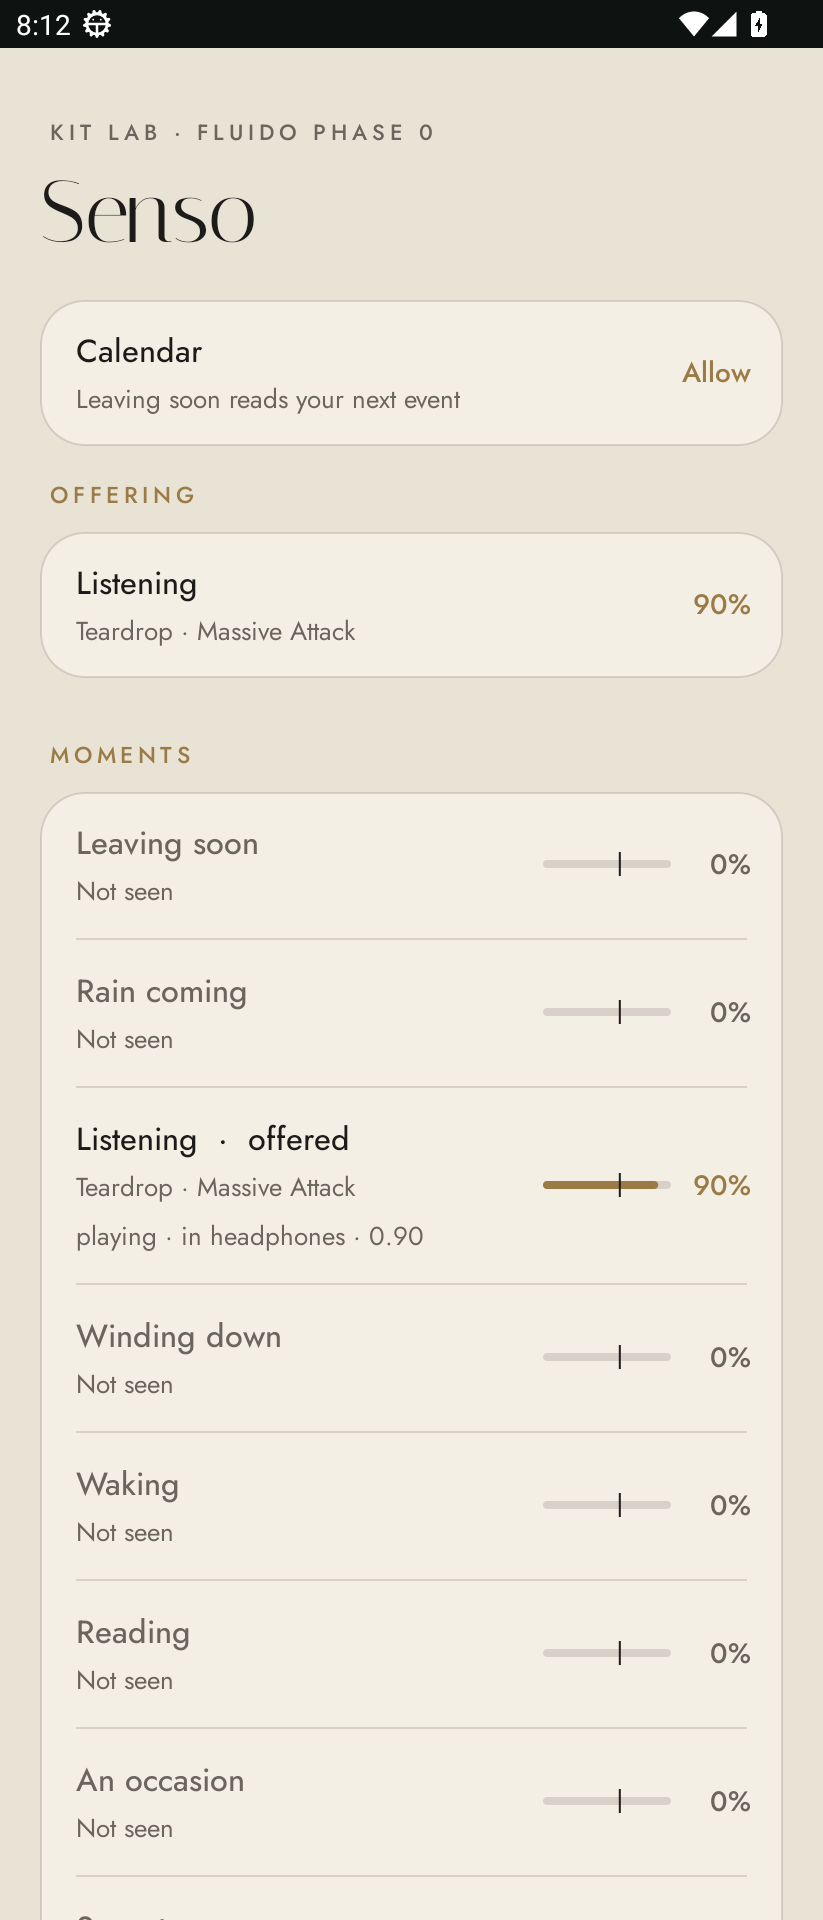 8:12
KIT LAB · FLUIDO PHASE 0
Senso
Calendar
Allow
Leaving soon reads your next event
OFFERING
Listening
90%
Teardrop · Massive Attack
MOMENTS
Leaving soon
0%
Not seen
Rain coming
0%
Not seen
Listening · offered
Teardrop · Massive Attack
90%
playing · in headphones · 0.90
Winding down
0%
Not seen
Waking
0%
Not seen
Reading
0%
Not seen
An occasion
0%
Not seen